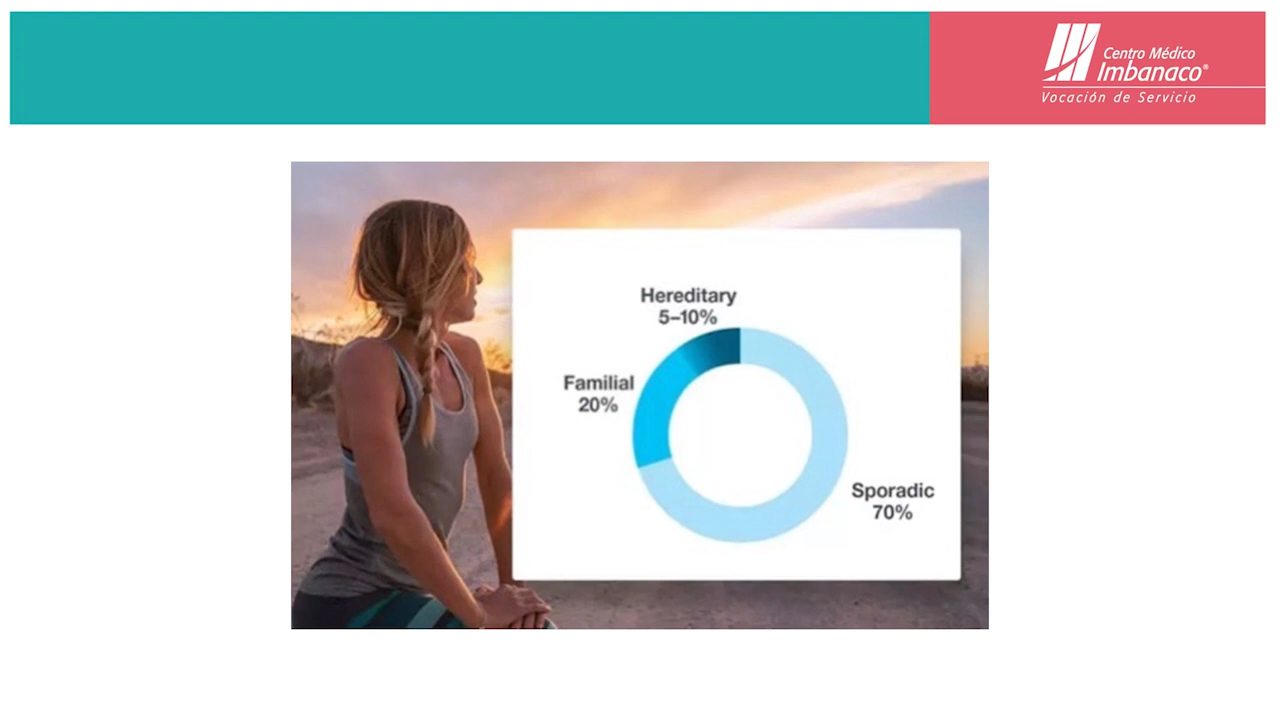 Centro Médico
Imbanaco®
Vocación de Servicio
Hereditary
5–10%
Familial
20%
Sporadic
70%